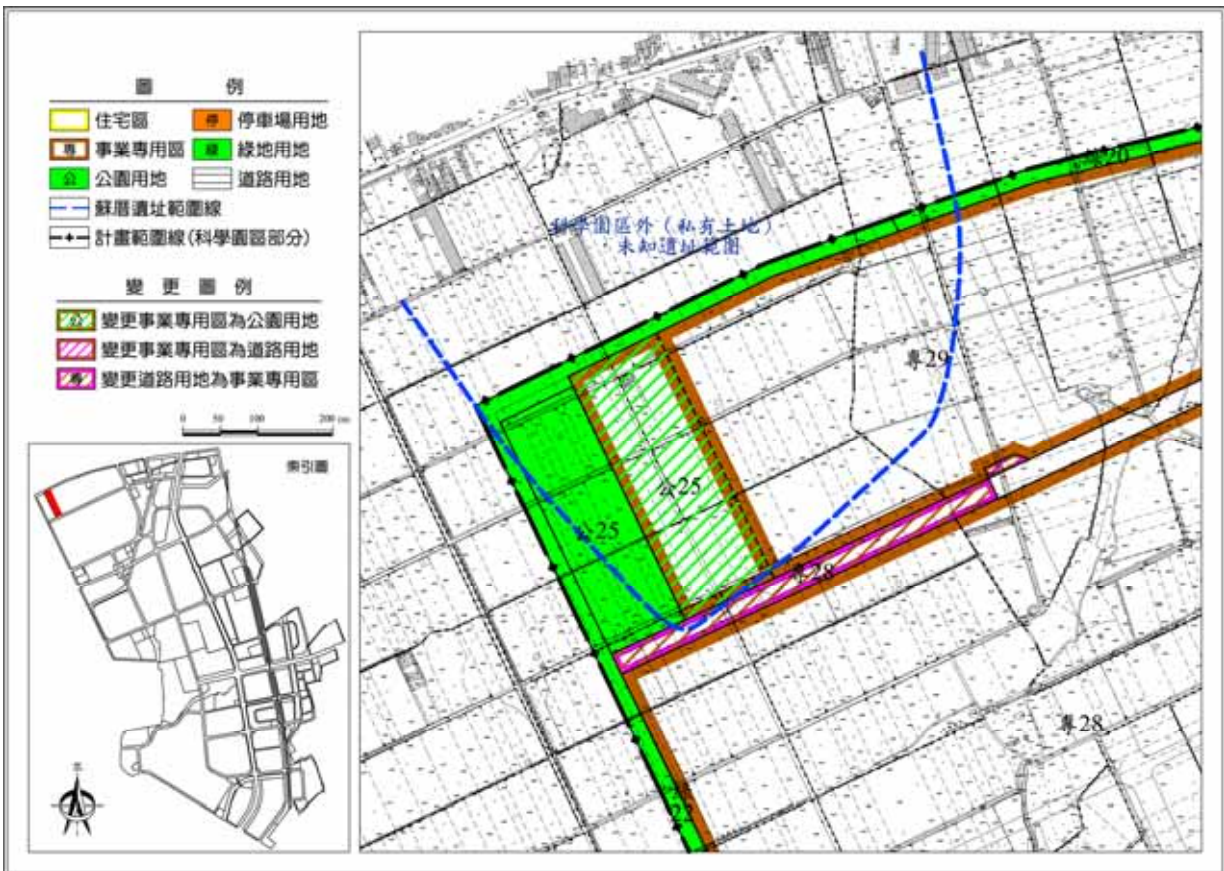 圖例
住宅區
停 停車場用地
專 事業專用區
綠 綠地用地
公 公園用地
道路用地
蘇厝遺址範圍線
計畫範圍線(科學園區部分)
變更圖例
公 變更事業專用區為公園用地
變更事業專用區為道路用地
專 變更道路用地為事業專用區
0 50 100 200
索引圖
北
科學園區外（私有土地）
未知遺址範圍
綠20
專29
公25
公25
專28
專28